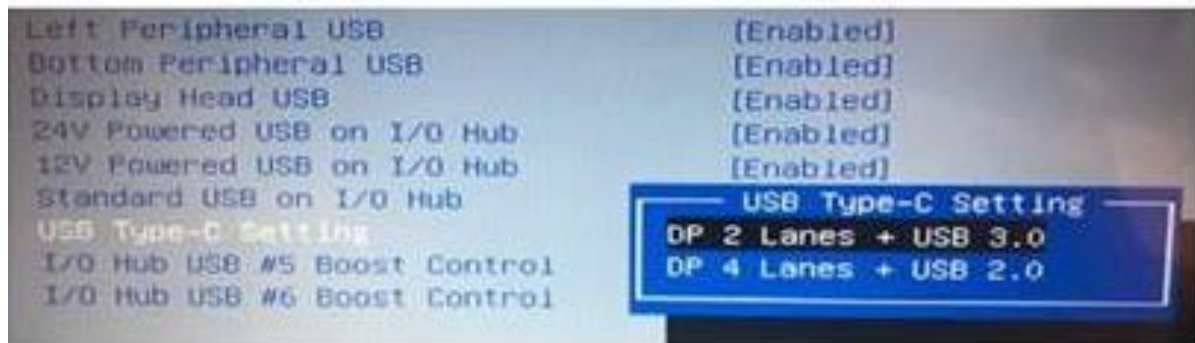 Left Peripheral USB [Enabled]
Bottom Peripheral USB [Enabled]
Display Head USB [Enabled]
24V Powered USB on I/O Hub [Enabled]
12V Powered USB on I/O Hub [Enabled]
Standard USB on I/O Hub
USB Type-C Setting
I/O Hub USB #5 Boost Control
I/O Hub USB #6 Boost Control
USB Type-C Setting
DP 2 Lanes + USB 3.0
DP 4 Lanes + USB 2.0